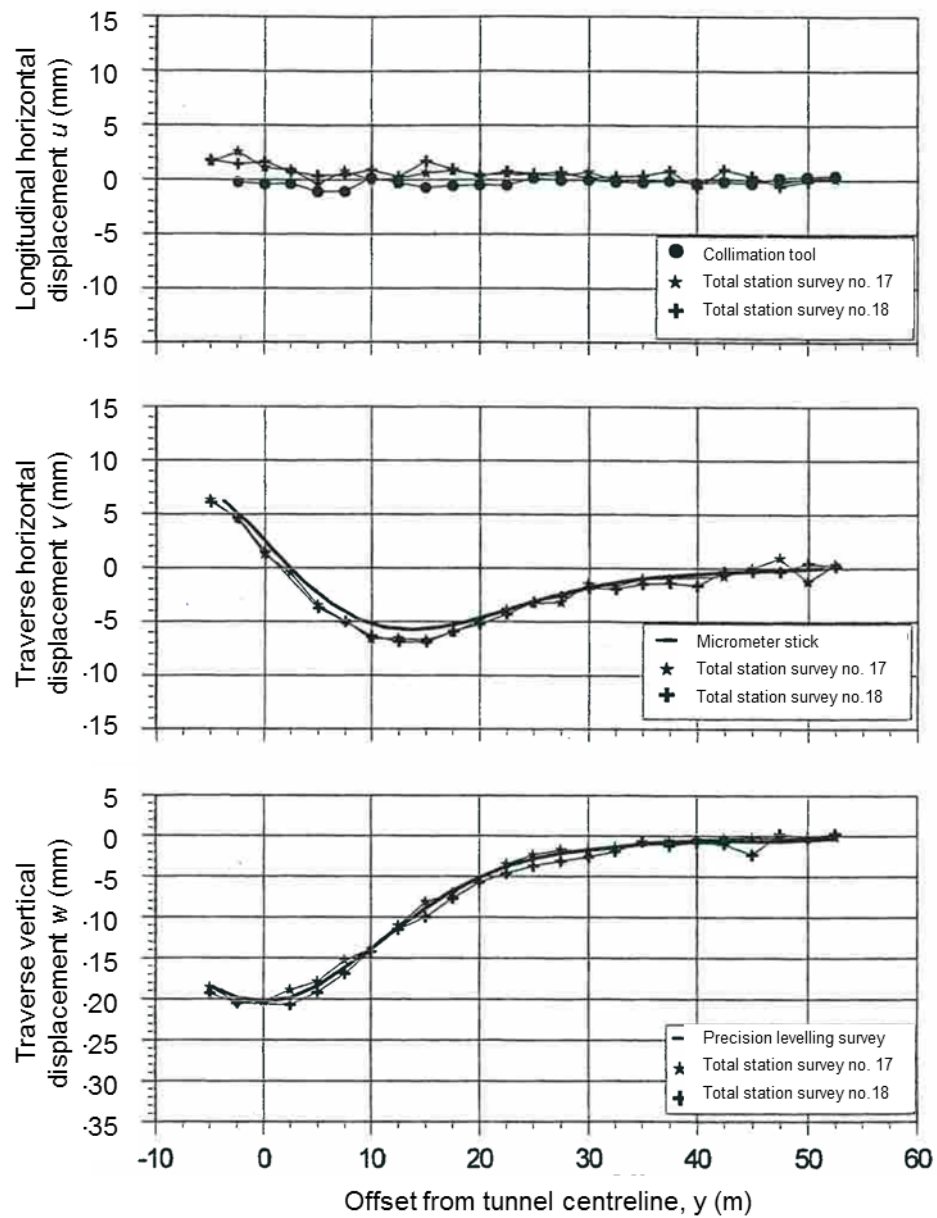 Longitudinal horizontal
displacement u (mm)
15
10
5
0
-5
-10
-15
Collimation tool
Total station survey no. 17
Total station survey no.18
Traverse horizontal
displacement v (mm)
15
10
5
0
-5
-10
-15
Micrometer stick
Total station survey no. 17
Total station survey no.18
Traverse vertical
displacement w (mm)
5
0
-5
-10
-15
-20
-25
-30
-35
Precision levelling survey
Total station survey no. 17
Total station survey no.18
-10 0 10 20 30 40 50 60
Offset from tunnel centreline, y (m)